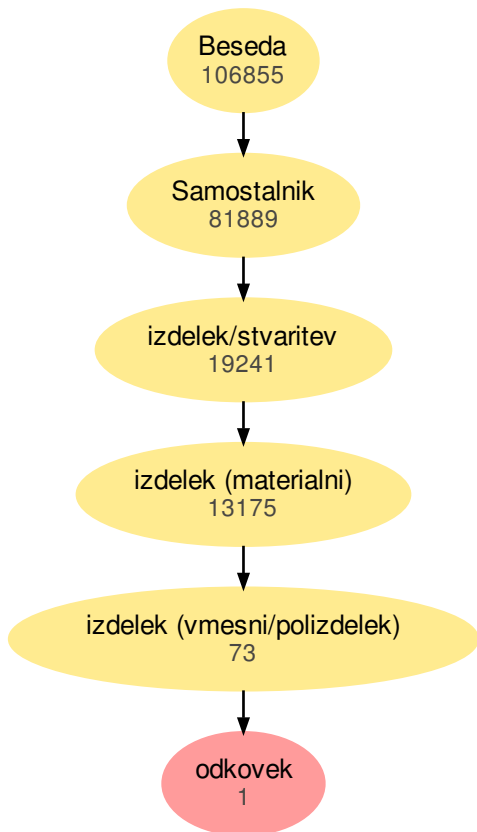 Beseda
106855
Samostalnik
81889
izdelek/stvaritev
19241
izdelek (materialni)
13175
izdelek (vmesni/polizdelek)
73
odkovek
1